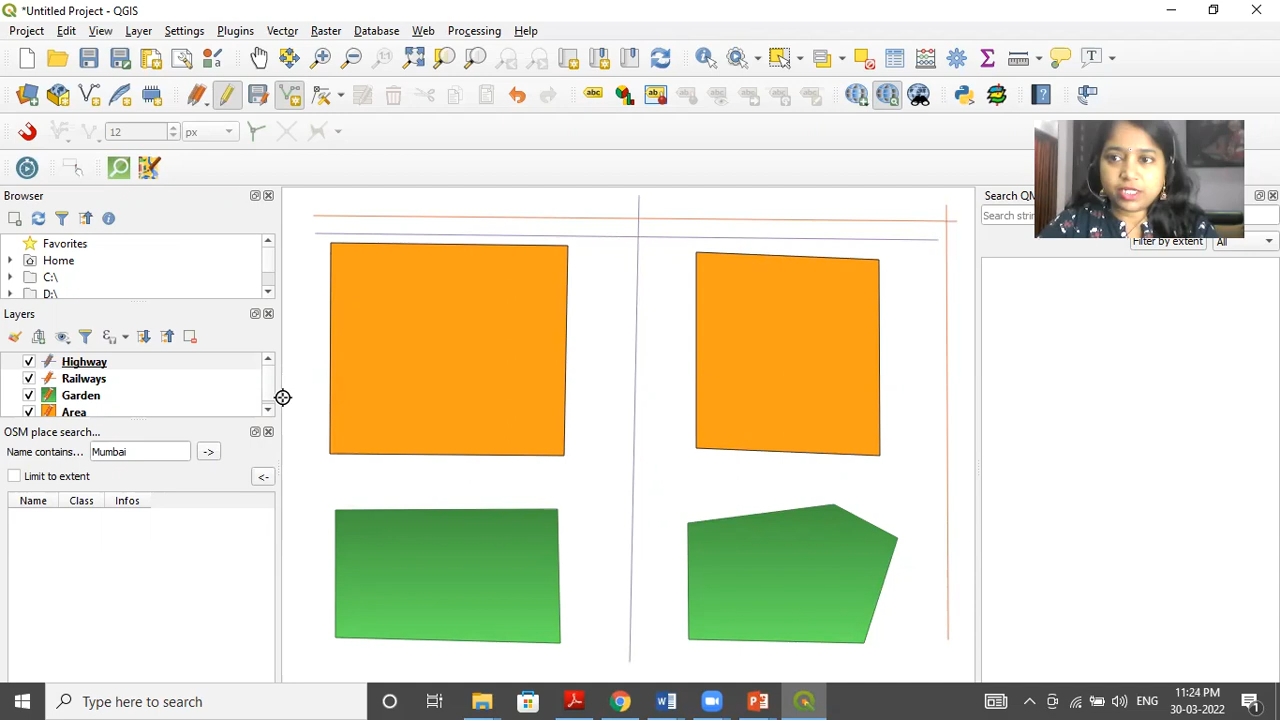 *Untitled Project - QGIS
Project Edit View Layer Settings Plugins Vector Raster Database Web Processing Help
12 px
Browser
Favorites
Home
C:\
D:\
Layers
Highway
Railways
Garden
Area
OSM place search...
Name contains... Mumbai ->
Limit to extent <-
Name Class Infos
Search QM
Search strin
Filter by extent All
Type here to search
ENG
11:24 PM
30-03-2022